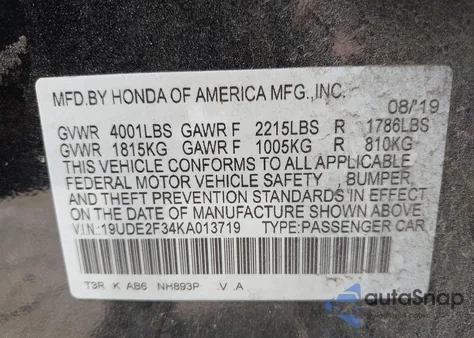 MFD.BY HONDA OF AMERICA MFG.,INC.
08/'19
GVWR 4001LBS GAWR F 2215LBS R 1786LBS
GVWR 1815KG GAWR F 1005KG R 810KG
THIS VEHICLE CONFORMS TO ALL APPLICABLE
FEDERAL MOTOR VEHICLE SAFETY , BUMPER,
AND THEFT PREVENTION STANDARDS IN EFFECT
ON THE DATE OF MANUFACTURE SHOWN ABOVE
V.I.N:19UDE2F34KA013719 TYPE:PASSENGER CAR
T3R K AB6 NH893P .V .A
autoSnap